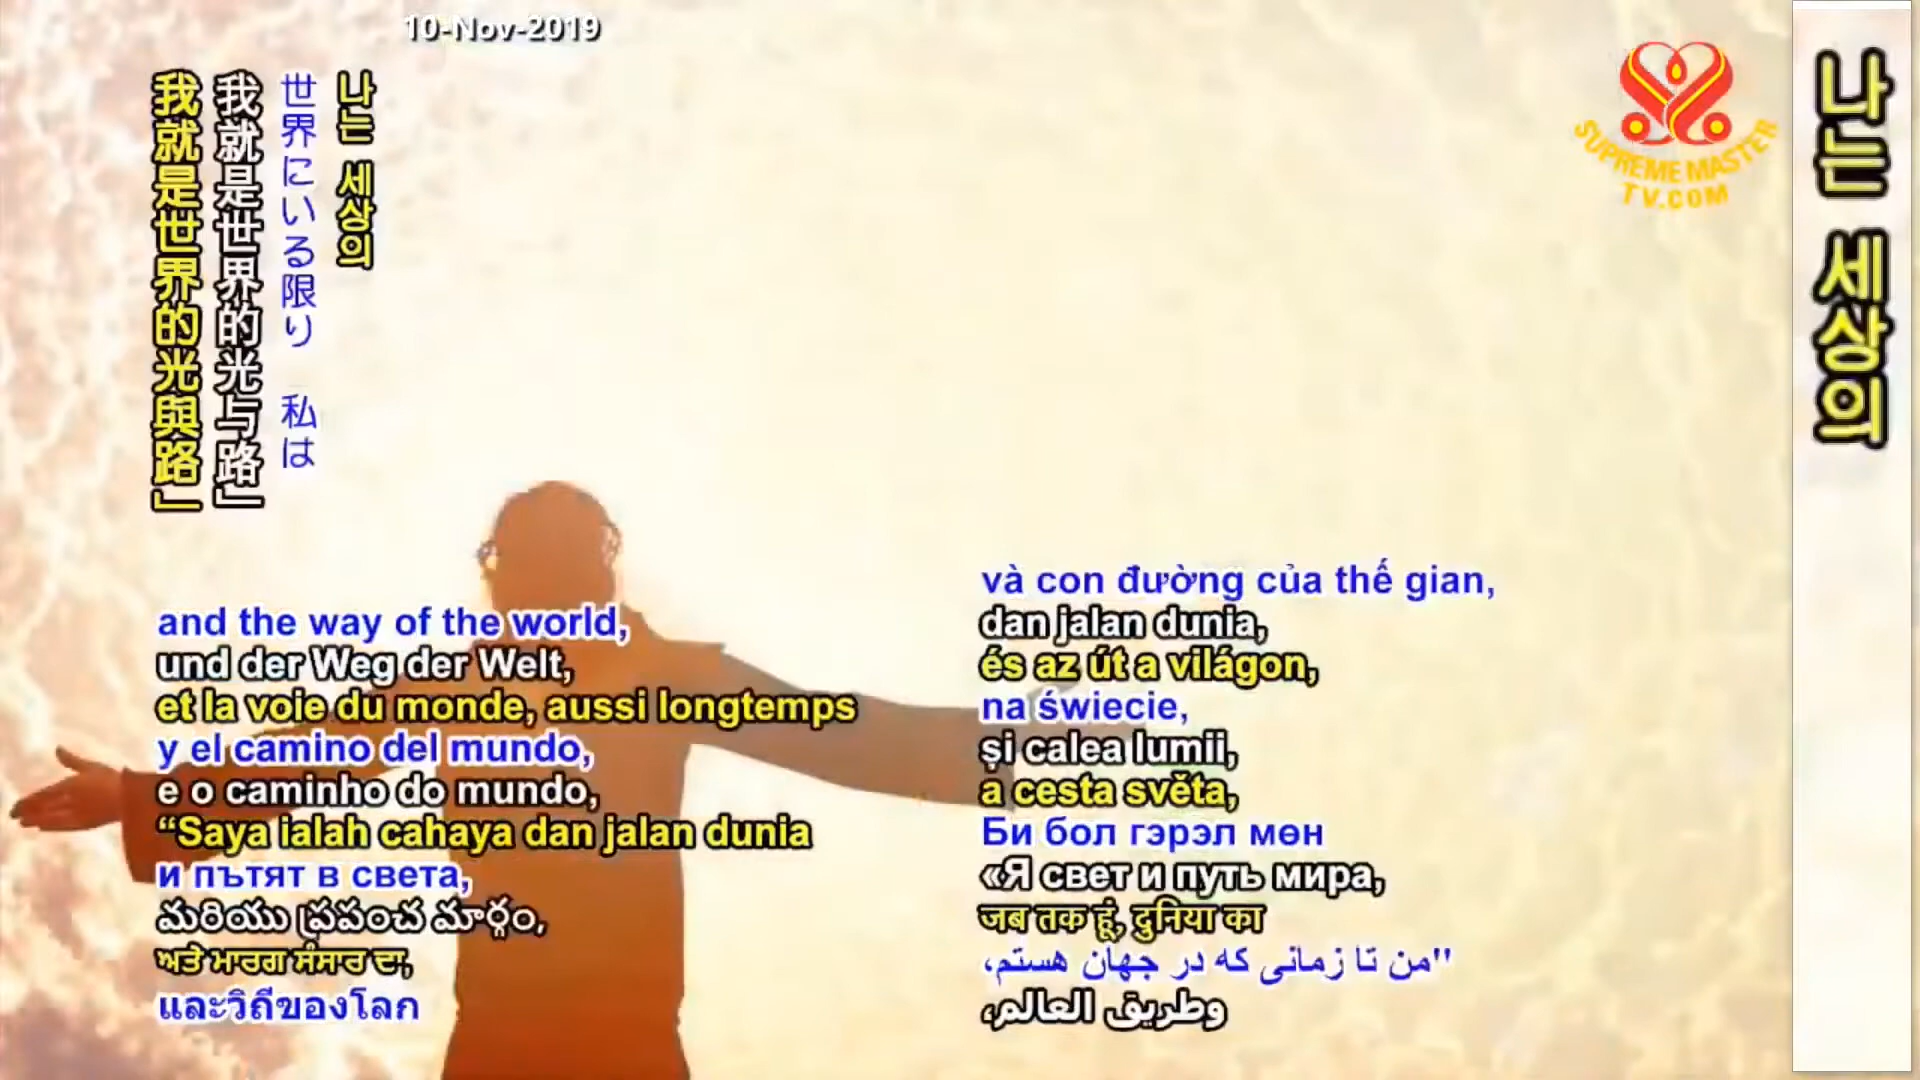 10-Nov-2019
나는 세상의
世界にいる限り 私は
我就是世界的光与路」
我就是世界的光與路」
SUPREME MASTER
TV.COM
나는 세상의
and the way of the world,
und der Weg der Welt,
et la voie du monde, aussi longtemps
y el camino del mundo,
e o caminho do mundo,
“Saya ialah cahaya dan jalan dunia
и пътят в света,
మరియు ప్రపంచ మార్గం,
ਅਤੇ ਮਾਰਗ ਸੰਸਾਰ ਦਾ,
และวิถีของโลก
và con đường của thế gian,
dan jalan dunia,
és az út a világon,
na świecie,
și calea lumii,
a cesta světa,
Би бол гэрэл мөн
«Я свет и путь мира,
जब तक हूं, दुनिया का
"من تا زمانی که در جهان هستم،
وطريق العالم،